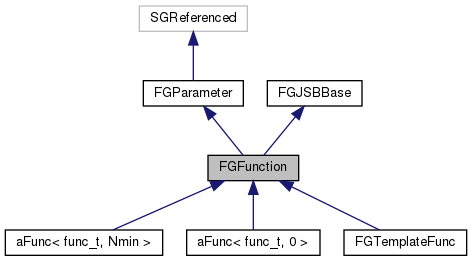 SGReferenced
FGParameter
FGJSBBase
FGFunction
aFunc< func_t, Nmin >
aFunc< func_t, 0 >
FGTemplateFunc